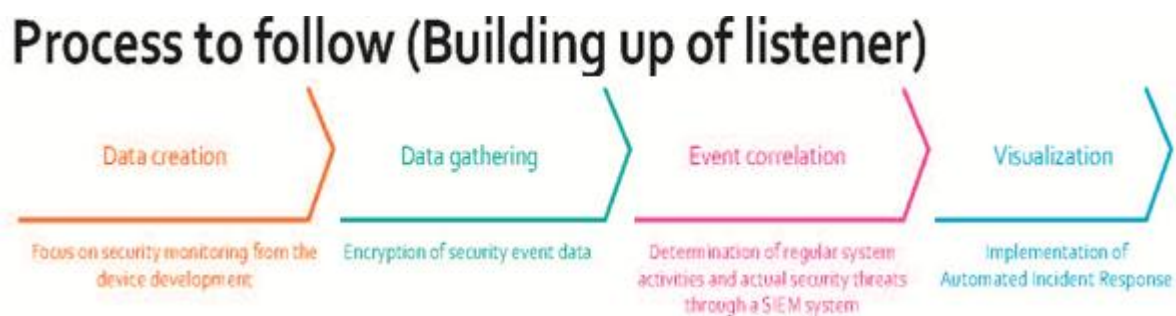 Process to follow (Building up of listener)
Data creation
Data gathering
Event correlation
Visualization
Focus on security monitoring from the
device development
Encryption of security event data
Determination of regular system
activities and actual security threats
through a SIEM system
Implementation of
Automated Incident Response